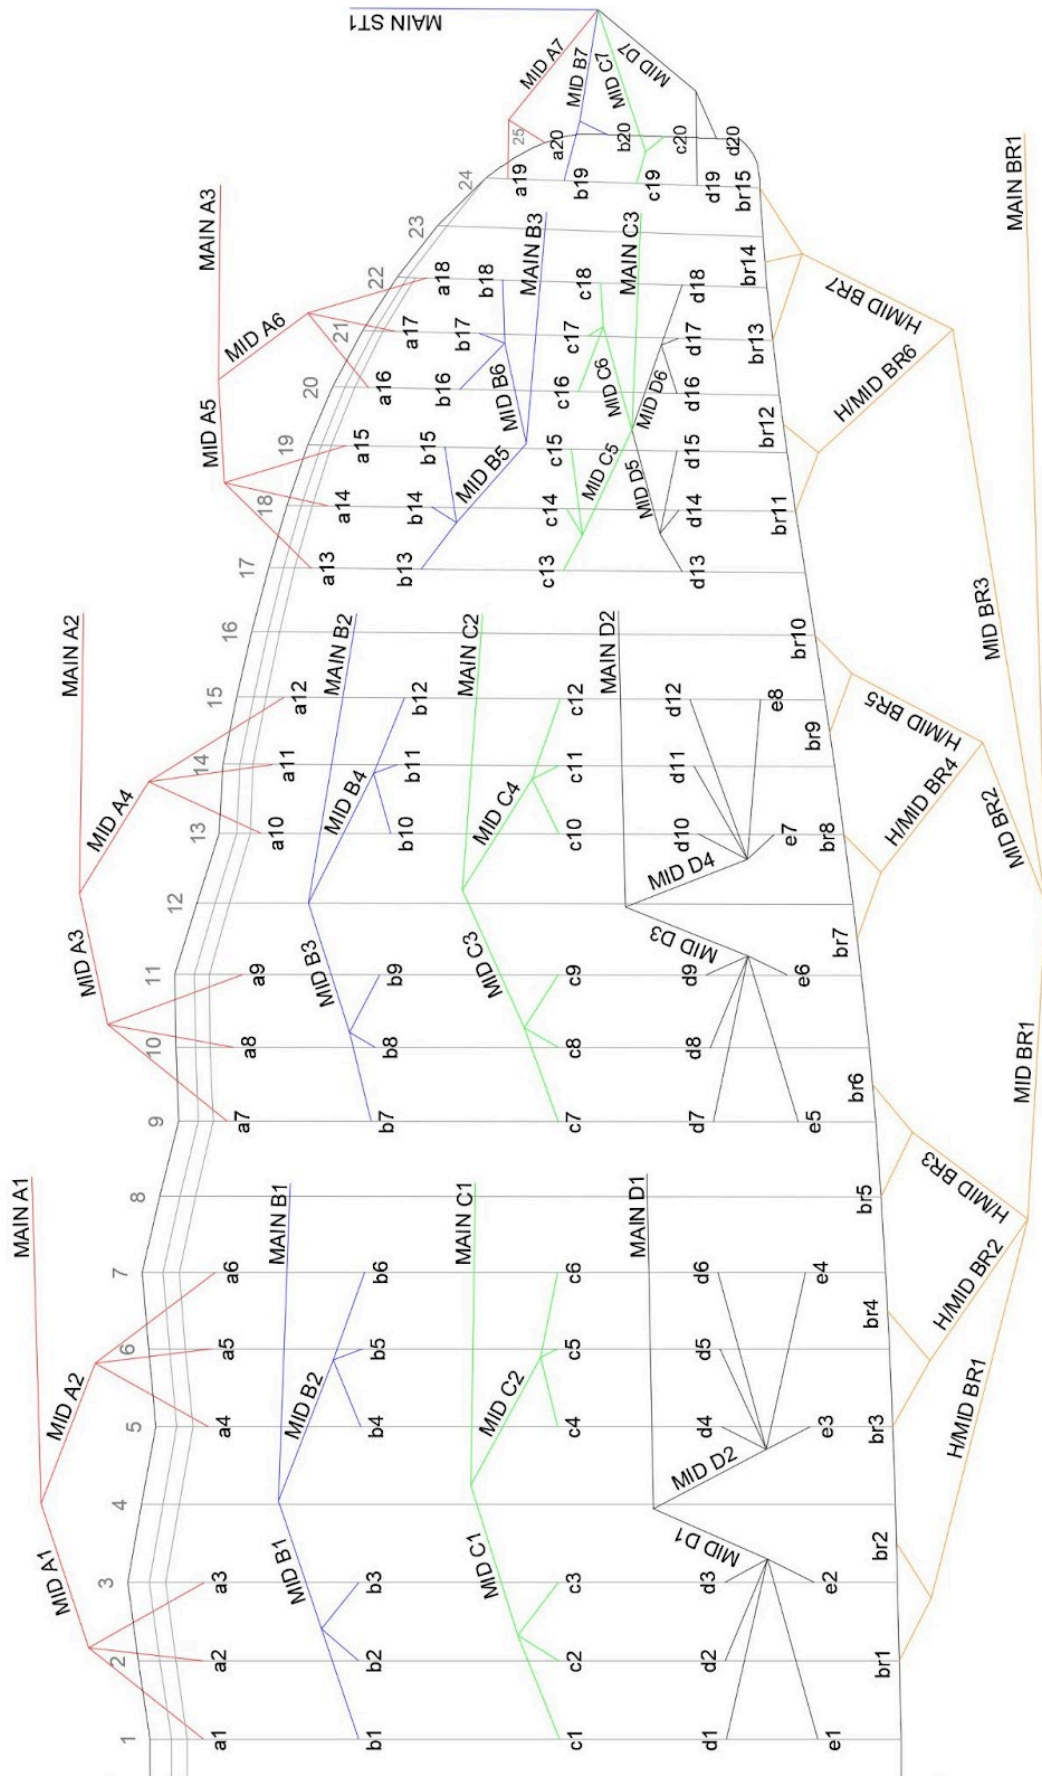 MAIN ST1
MID A7
MID B7
MID C7
MID D7
25
a20
b20
c20
d20
24
a19
b19
c19
d19
br15
MAIN A3
MAIN B3
MAIN C3
MAIN BR1
23
22
a18
b18
c18
d18
br14
MID A6
21
a17
b17
c17
d17
br13
H/MID BR7
20
a16
b16
MID B6
c16
MID C6
MID D6
d16
H/MID BR6
MID A5
19
a15
b15
c15
d15
br12
MID B5
MID C5
MID D5
18
a14
b14
c14
d14
br11
17
a13
b13
c13
d13
MAIN A2
MAIN B2
MAIN C2
MAIN D2
16
br10
MID BR3
15
a12
b12
c12
d12
e8
br9
H/MID BR5
14
a11
b11
c11
d11
MID A4
MID B4
MID C4
13
a10
b10
c10
d10
e7
br8
H/MID BR4
MID BR2
MID D4
12
MID A3
MID B3
MID C3
MID D3
br7
11
a9
b9
c9
d9
e6
10
a8
b8
c8
d8
br6
MID BR1
9
a7
b7
c7
d7
e5
MAIN A1
MAIN B1
MAIN C1
MAIN D1
8
br5
H/MID BR3
7
a6
b6
c6
d6
e4
br4
H/MID BR2
6
a5
b5
c5
d5
MID A2
MID B2
MID C2
5
a4
b4
c4
d4
e3
br3
H/MID BR1
MID D2
4
MID A1
MID B1
MID C1
MID D1
br2
3
a3
b3
c3
d3
e2
2
a2
b2
c2
d2
br1
1
a1
b1
c1
d1
e1